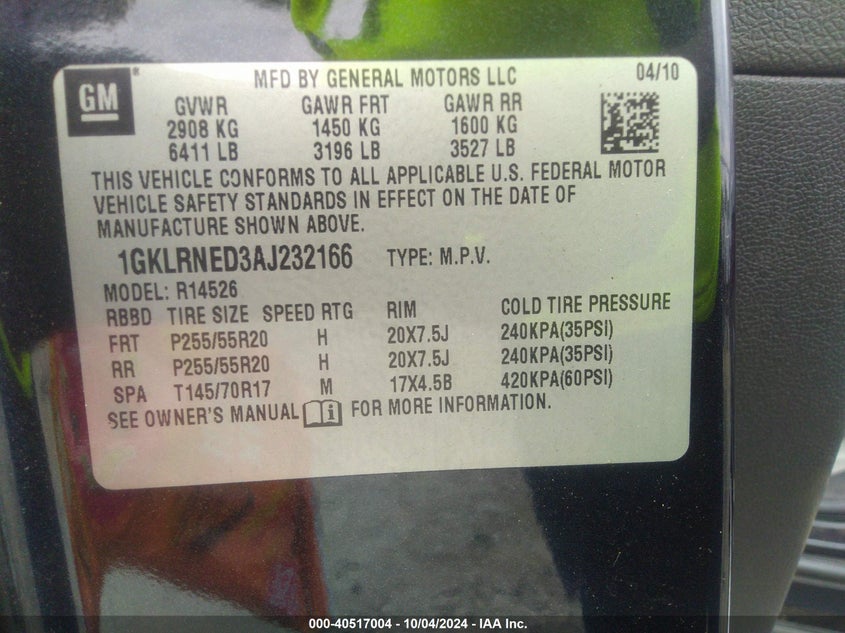 GM ®
MFD BY GENERAL MOTORS LLC 04/10
GVWR GAWR FRT GAWR RR
2908 KG 1450 KG 1600 KG
6411 LB 3196 LB 3527 LB
THIS VEHICLE CONFORMS TO ALL APPLICABLE U.S. FEDERAL MOTOR
VEHICLE SAFETY STANDARDS IN EFFECT ON THE DATE OF
MANUFACTURE SHOWN ABOVE.
1GKLRNED3AJ232166 TYPE: M.P.V.
MODEL: R14526
RBBD TIRE SIZE SPEED RTG RIM COLD TIRE PRESSURE
FRT P255/55R20 H 20X7.5J 240KPA(35PSI)
RR P255/55R20 H 20X7.5J 240KPA(35PSI)
SPA T145/70R17 M 17X4.5B 420KPA(60PSI)
SEE OWNER'S MANUAL i FOR MORE INFORMATION.
000-40517004 - 10/04/2024 - IAA Inc.